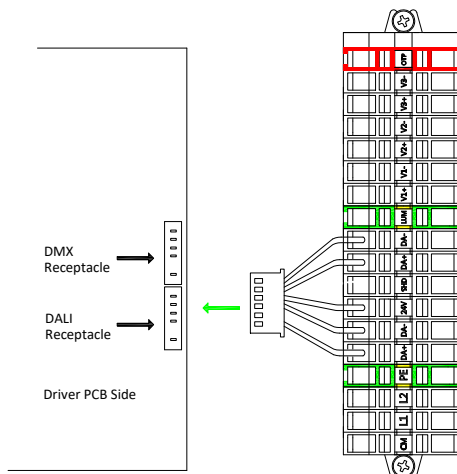 DMX
Receptacle
DALI
Receptacle
Driver PCB Side
OTP
V3-
V3+
V2-
V2+
V1-
V1+
LUM
DA-
DA+
SHD
24V
DA-
DA+
PE
L2
L1
CM